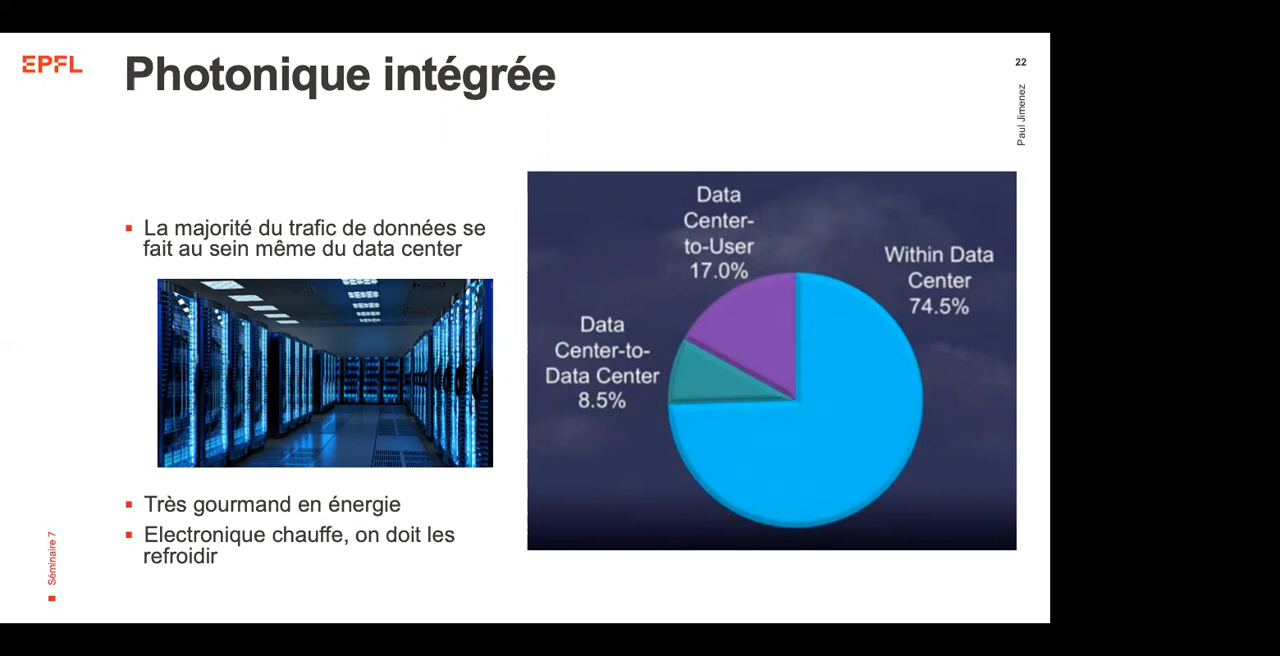 EPFL
Photonique intégrée
22
Paul Jimenez
▪ La majorité du trafic de données se
fait au sein même du data center
▪ Très gourmand en énergie
▪ Electronique chauffe, on doit les
refroidir
Data
Center-
to-User
17.0%
Within Data
Center
74.5%
Data
Center-to-
Data Center
8.5%
Séminaire 7